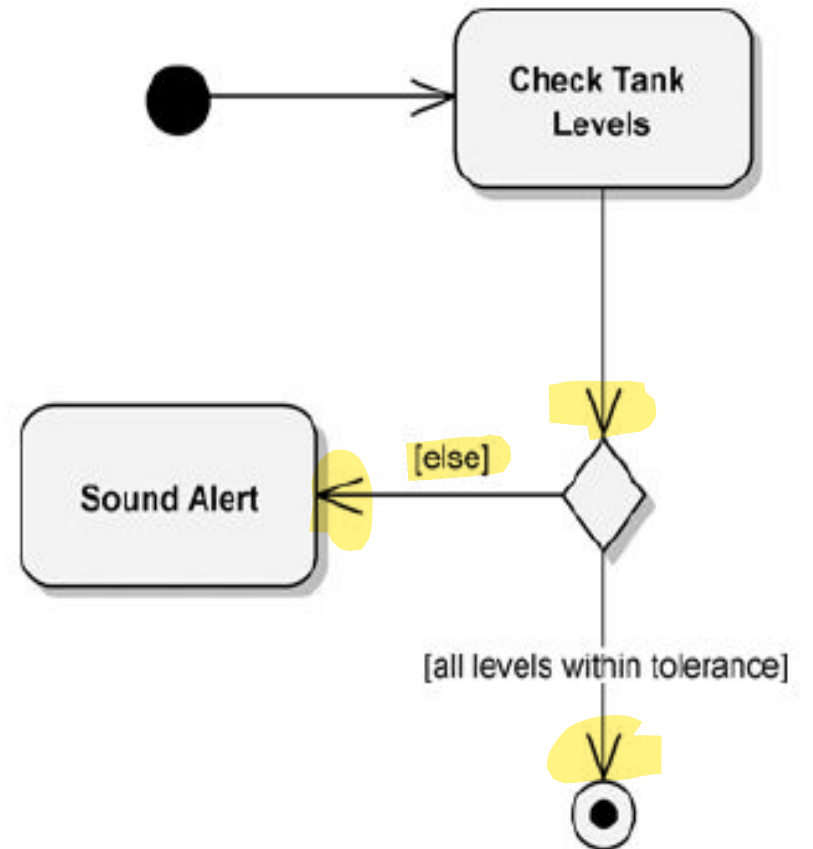 Check Tank
Levels
[else]
Sound Alert
[all levels within tolerance]